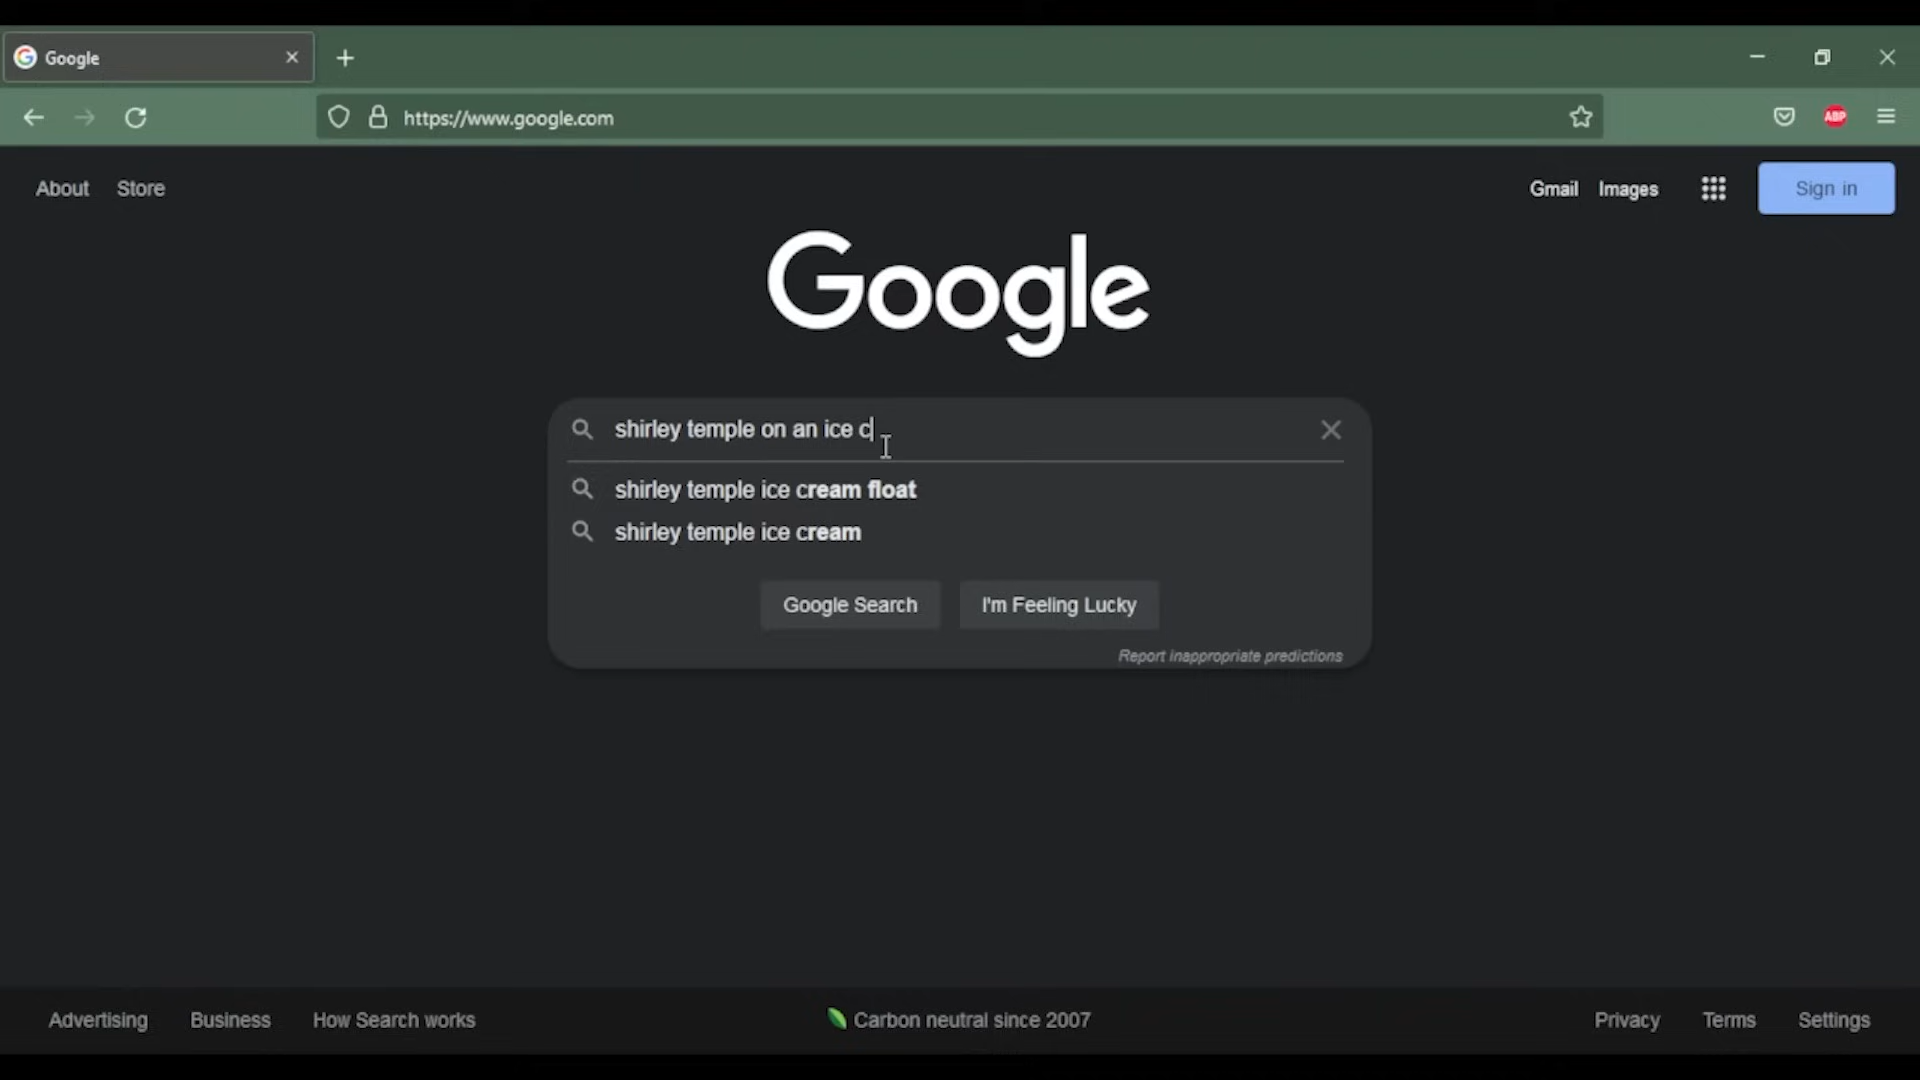 Google
https://www.google.com
ABP
About Store
Gmail Images
Sign in
Google
shirley temple on an ice c
shirley temple ice cream float
shirley temple ice cream
Google Search
I'm Feeling Lucky
Report inappropriate predictions
Advertising Business How Search works
Carbon neutral since 2007
Privacy Terms Settings